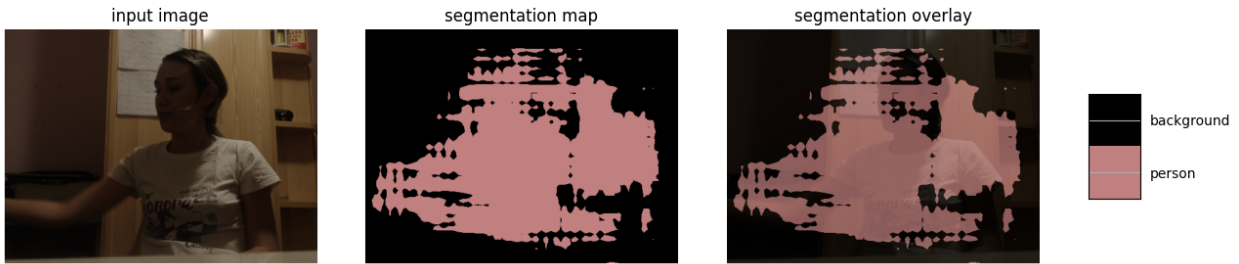 input image
segmentation map
segmentation overlay
background
person